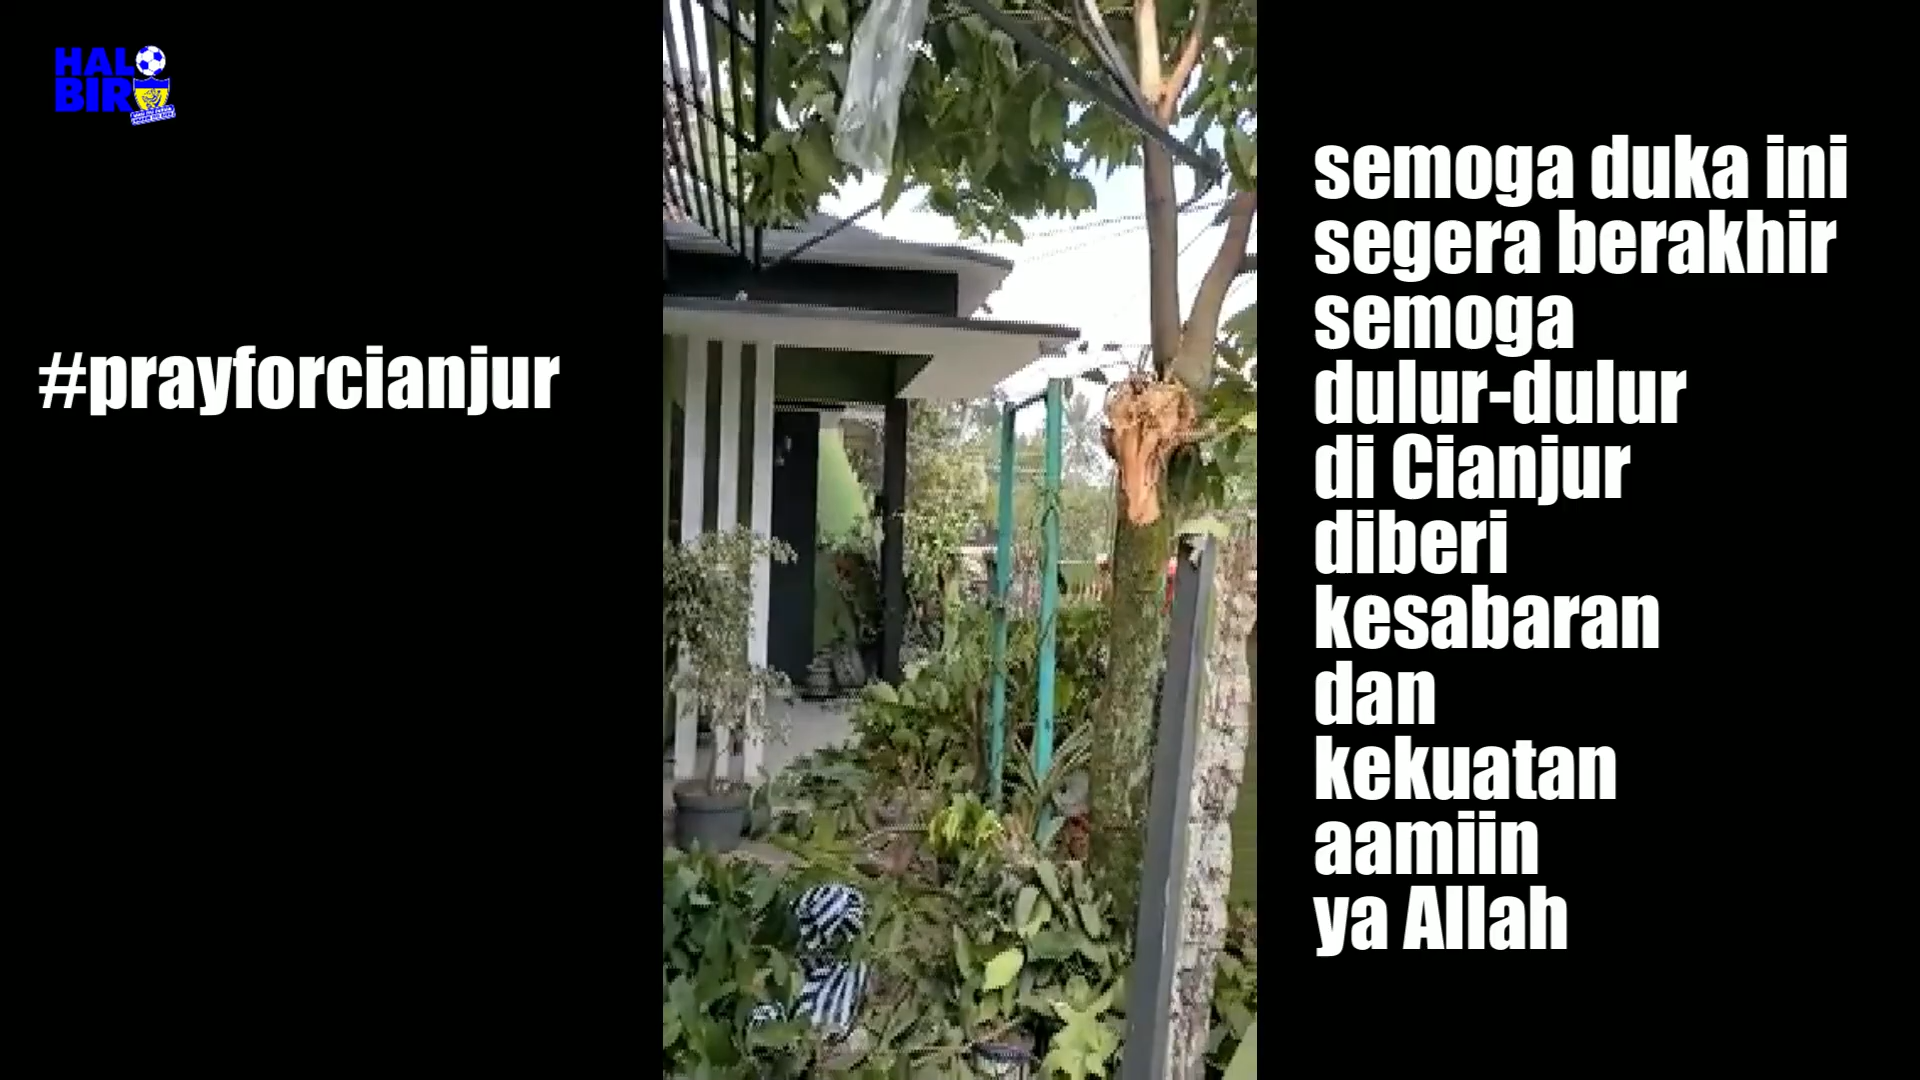 HALO
BIRU
#prayforcianjur
semoga duka ini
segera berakhir
semoga
dulur-dulur
di Cianjur
diberi
kesabaran
dan
kekuatan
aamiin
ya Allah